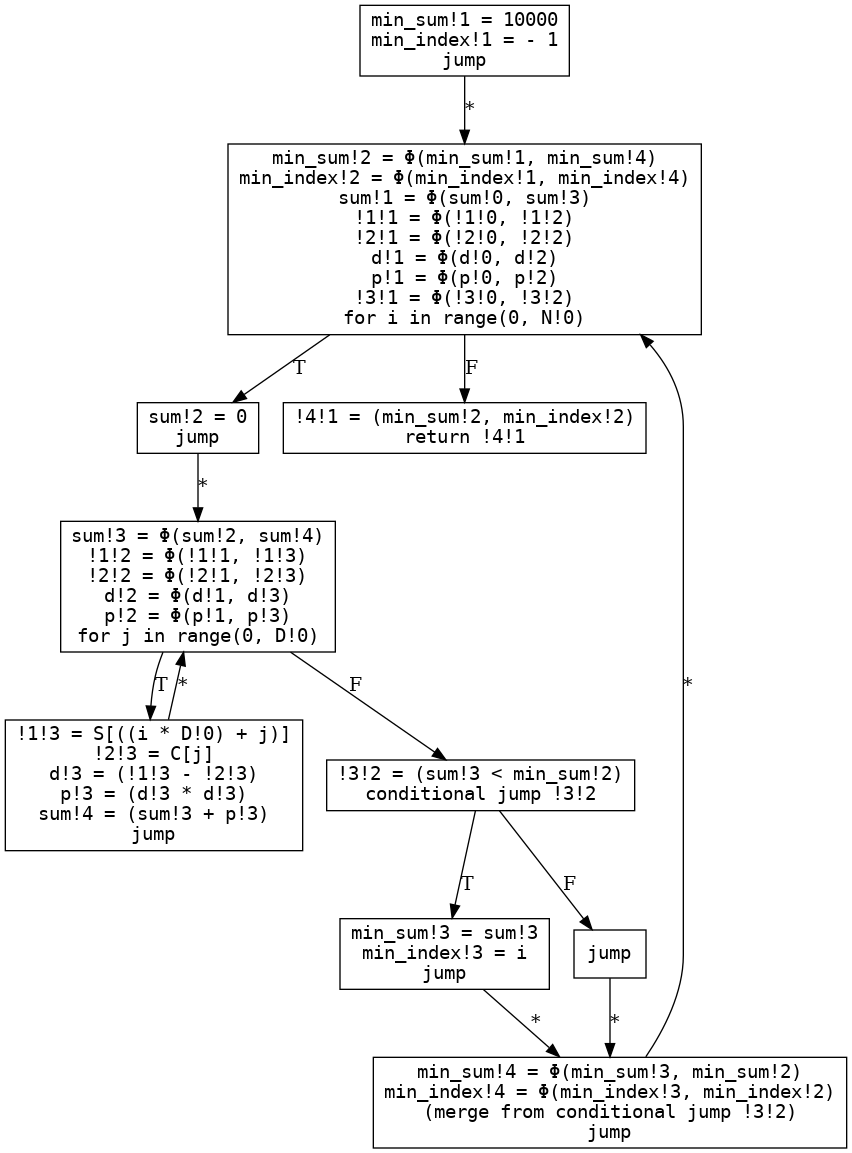 min_sum!1 = 10000
min_index!1 = - 1
jump
*
min_sum!2 = Φ(min_sum!1, min_sum!4)
min_index!2 = Φ(min_index!1, min_index!4)
sum!1 = Φ(sum!0, sum!3)
!1!1 = Φ(!1!0, !1!2)
!2!1 = Φ(!2!0, !2!2)
d!1 = Φ(d!0, d!2)
p!1 = Φ(p!0, p!2)
!3!1 = Φ(!3!0, !3!2)
for i in range(0, N!0)
T
F
sum!2 = 0
jump
!4!1 = (min_sum!2, min_index!2)
return !4!1
*
sum!3 = Φ(sum!2, sum!4)
!1!2 = Φ(!1!1, !1!3)
!2!2 = Φ(!2!1, !2!3)
d!2 = Φ(d!1, d!3)
p!2 = Φ(p!1, p!3)
for j in range(0, D!0)
T
*
F
*
!1!3 = S[((i * D!0) + j)]
!2!3 = C[j]
d!3 = (!1!3 - !2!3)
p!3 = (d!3 * d!3)
sum!4 = (sum!3 + p!3)
jump
!3!2 = (sum!3 < min_sum!2)
conditional jump !3!2
T
F
min_sum!3 = sum!3
min_index!3 = i
jump
jump
*
*
min_sum!4 = Φ(min_sum!3, min_sum!2)
min_index!4 = Φ(min_index!3, min_index!2)
(merge from conditional jump !3!2)
jump